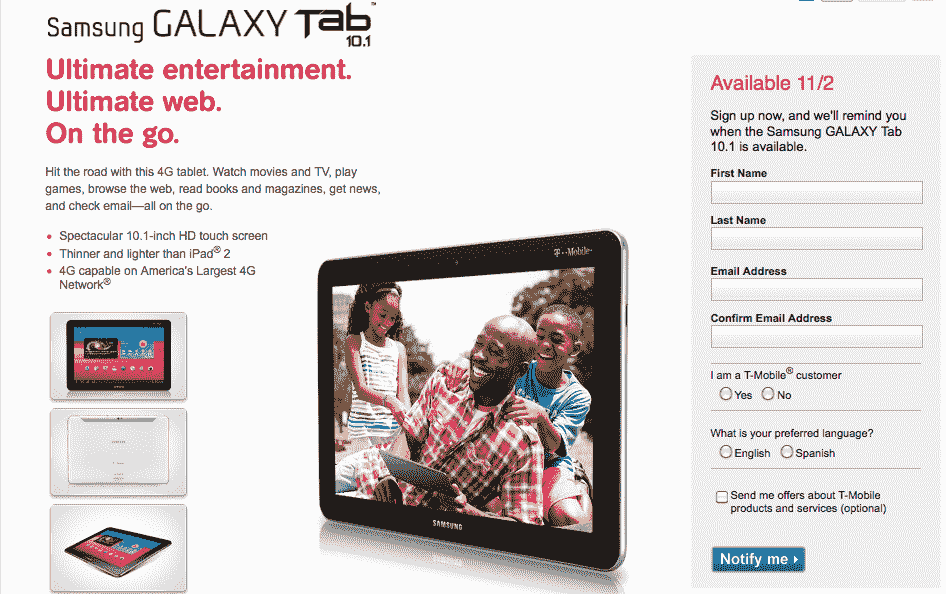 Samsung GALAXY Tab™
10.1
Ultimate entertainment.
Ultimate web.
On the go.
Hit the road with this 4G tablet. Watch movies and TV, play
games, browse the web, read books and magazines, get news,
and check email—all on the go.
• Spectacular 10.1-inch HD touch screen
• Thinner and lighter than iPad® 2
• 4G capable on America's Largest 4G
Network®
T-Mobile
SAMSUNG
Available 11/2
Sign up now, and we'll remind you
when the Samsung GALAXY Tab
10.1 is available.
First Name
Last Name
Email Address
Confirm Email Address
I am a T-Mobile® customer
Yes No
What is your preferred language?
English Spanish
Send me offers about T-Mobile
products and services (optional)
Notify me